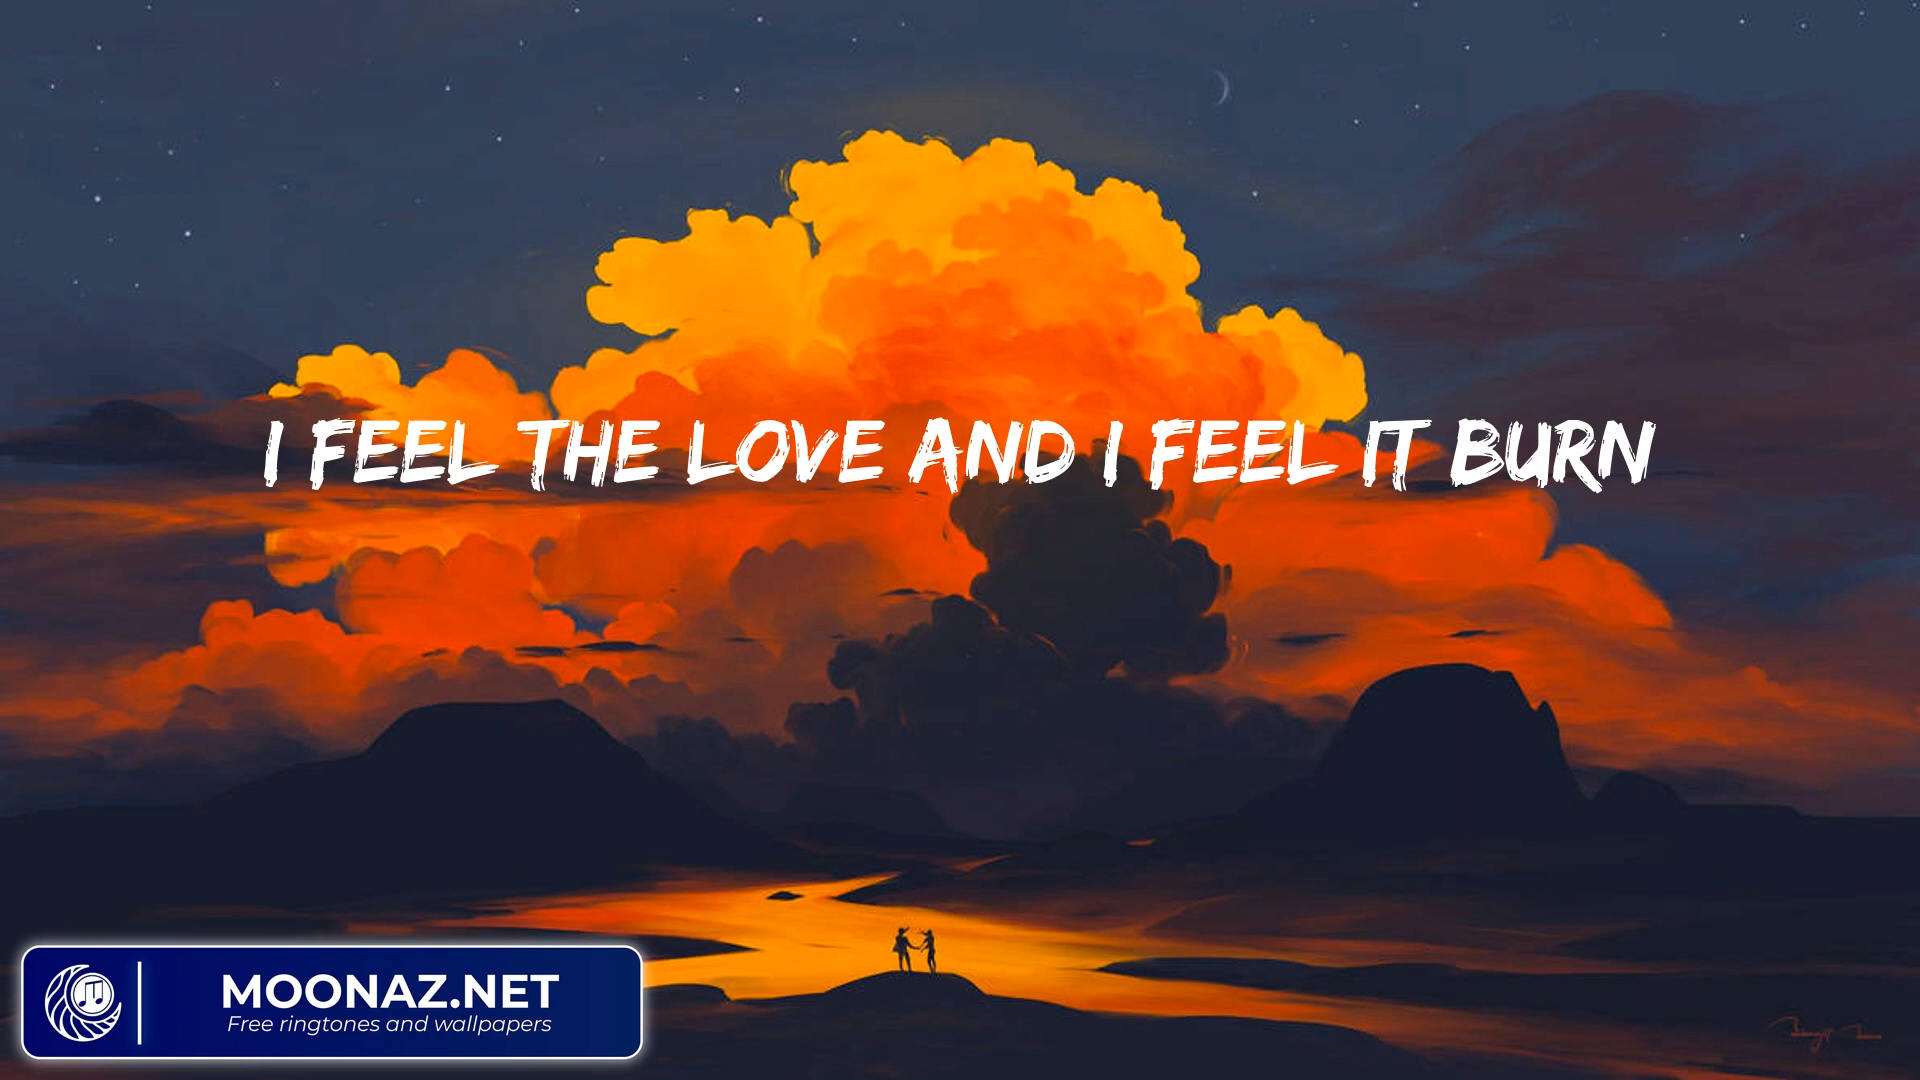 I FEEL THE LOVE AND I FEEL IT BURN
MOONAZ.NET
Free ringtones and wallpapers